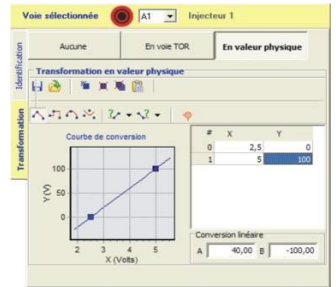 Voie sélectionnée A1 Injecteur 1
Identification
Transformation
Aucune En voie TOR En valeur physique
Transformation en valeur physique
Courbe de conversion
Y (V)
100
50
0
2 3 4 5
X (Volts)
# X Y
0 2,5 0
1 5 100
Conversion linéaire
A 40,00 B -100,00